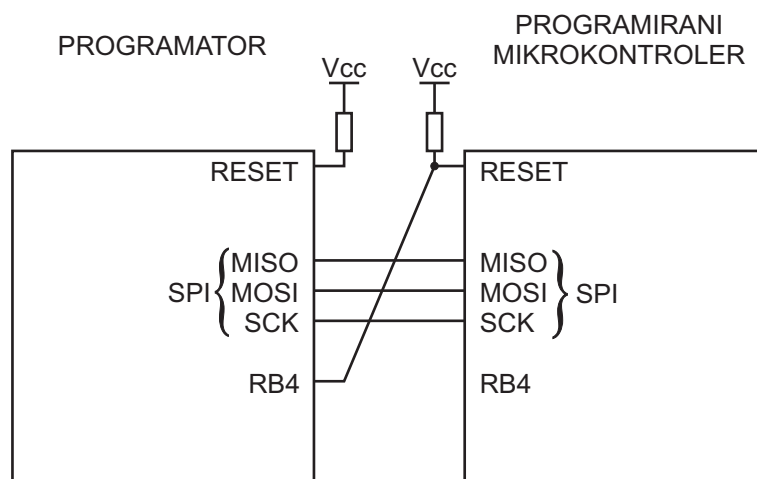 PROGRAMATOR
PROGRAMIRANI
MIKROKONTROLER
Vcc
Vcc
RESET
RESET
MISO
MISO
SPI
MOSI
MOSI
SPI
SCK
SCK
RB4
RB4